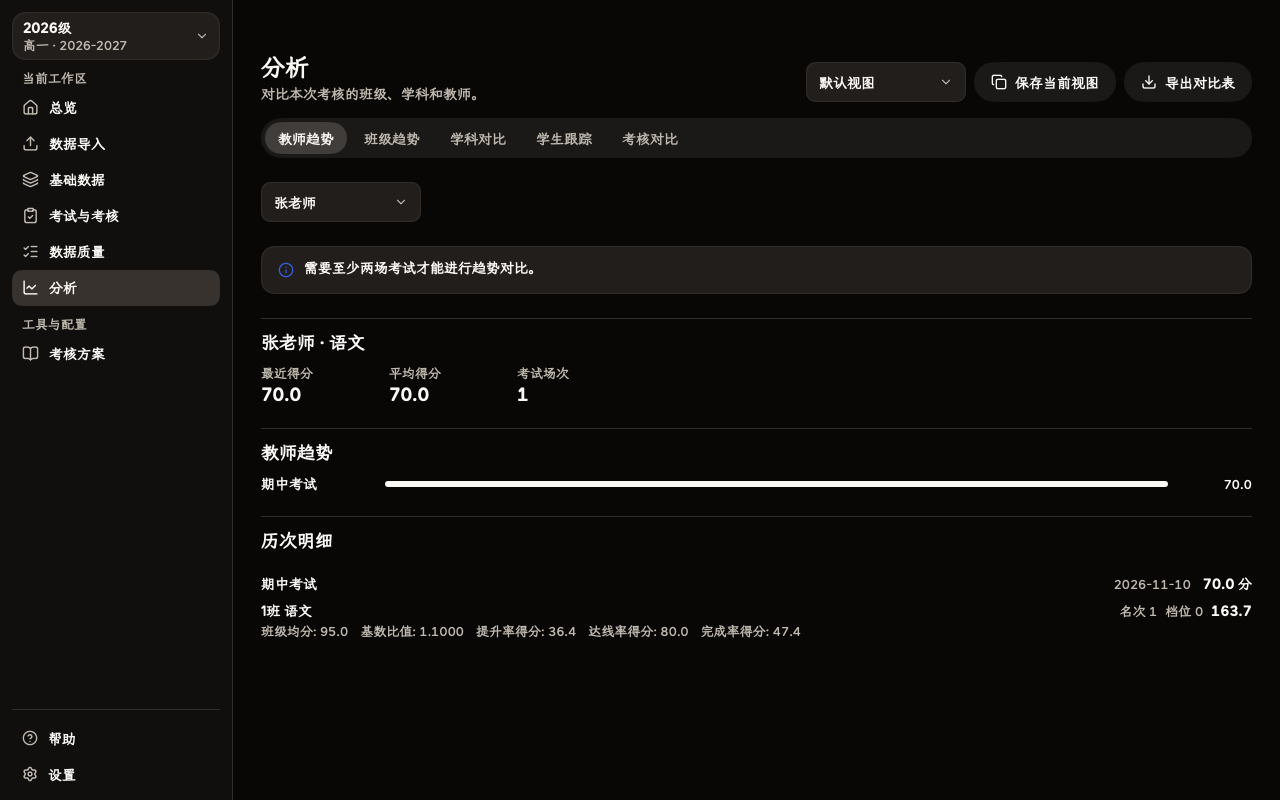 2026级
高一 · 2026-2027
当前工作区
总览
数据导入
基础数据
考试与考核
数据质量
分析
工具与配置
考核方案
帮助
设置
分析
对比本次考核的班级、学科和教师。
默认视图
保存当前视图
导出对比表
教师趋势 班级趋势 学科对比 学生跟踪 考核对比
张老师
需要至少两场考试才能进行趋势对比。
张老师 · 语文
最近得分 平均得分 考试场次
70.0 70.0 1
教师趋势
期中考试 70.0
历次明细
期中考试 2026-11-10 70.0 分
1班 语文 名次 1 档位 0 163.7
班级均分: 95.0 基数比值: 1.1000 提升率得分: 36.4 达线率得分: 80.0 完成率得分: 47.4